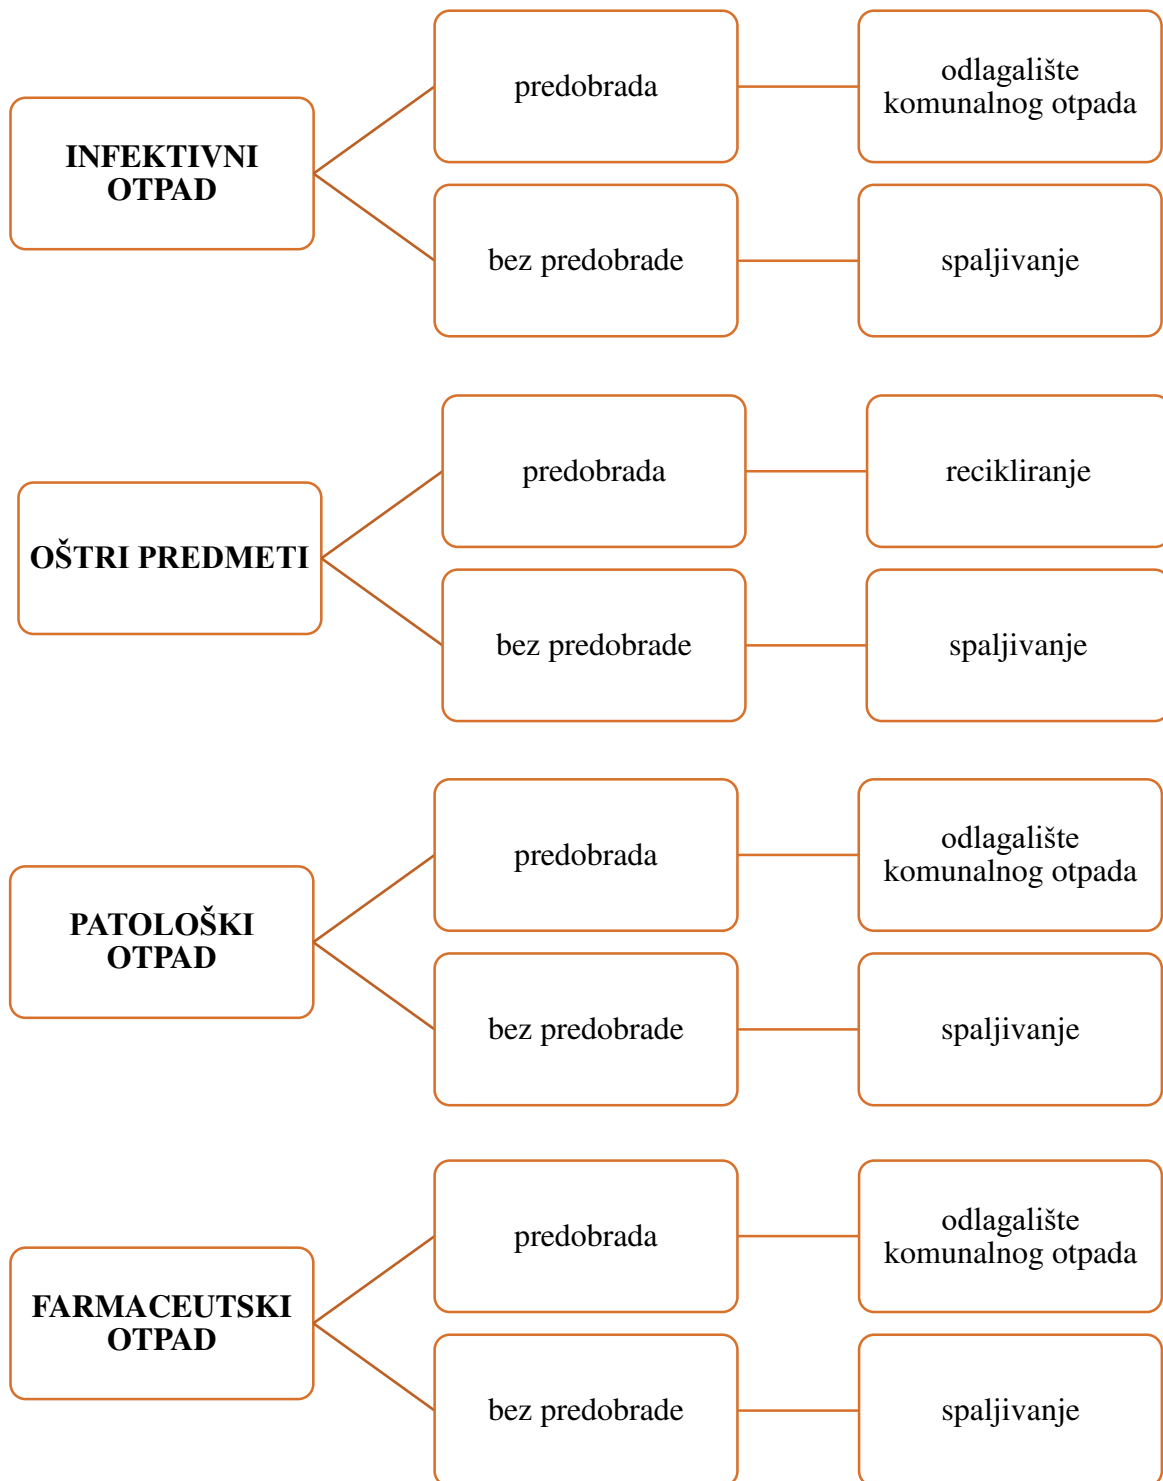 INFEKTIVNI
OTPAD
predobrada
odlagalište
komunalnog otpada
bez predobrade
spaljivanje
OŠTRI PREDMETI
predobrada
recikliranje
bez predobrade
spaljivanje
PATOLOŠKI
OTPAD
predobrada
odlagalište
komunalnog otpada
bez predobrade
spaljivanje
FARMACEUTSKI
OTPAD
predobrada
odlagalište
komunalnog otpada
bez predobrade
spaljivanje